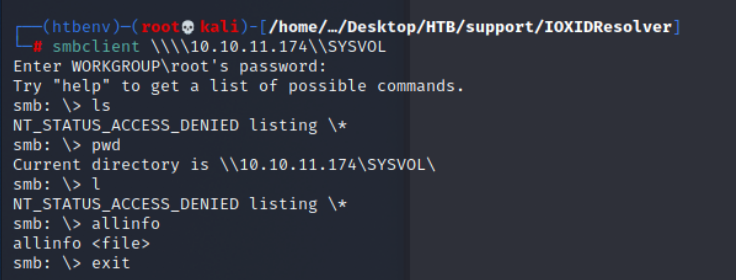 ┌──(htbenv)─(root💀kali)-[/home/…/Desktop/HTB/support/IOXIDResolver]
└─# smbclient \\\\10.10.11.174\\SYSVOL
Enter WORKGROUP\root's password:
Try "help" to get a list of possible commands.
smb: \> ls
NT_STATUS_ACCESS_DENIED listing \*
smb: \> pwd
Current directory is \\10.10.11.174\SYSVOL\
smb: \> l
NT_STATUS_ACCESS_DENIED listing \*
smb: \> allinfo
allinfo <file>
smb: \> exit